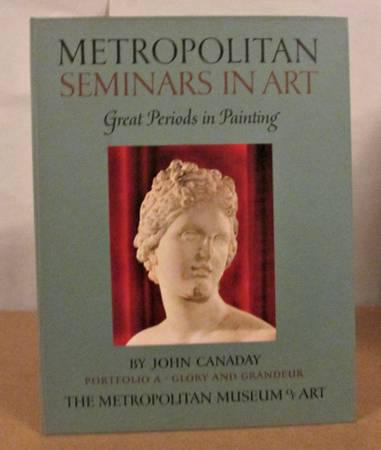 METROPOLITAN
SEMINARS IN ART
Great Periods in Painting
BY JOHN CANADAY
PORTFOLIO A · GLORY AND GRANDEUR
THE METROPOLITAN MUSEUM of ART